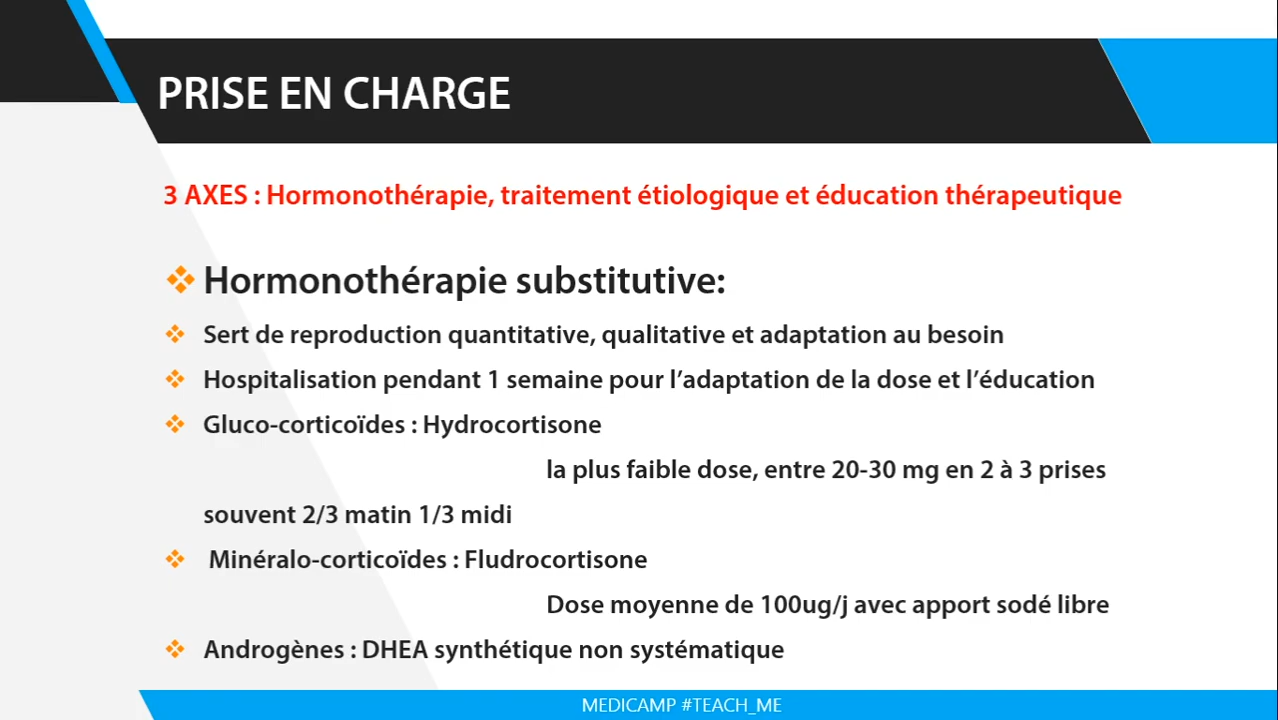 PRISE EN CHARGE
3 AXES : Hormonothérapie, traitement étiologique et éducation thérapeutique
Hormonothérapie substitutive:
Sert de reproduction quantitative, qualitative et adaptation au besoin
Hospitalisation pendant 1 semaine pour l’adaptation de la dose et l’éducation
Gluco-corticoïdes : Hydrocortisone
la plus faible dose, entre 20-30 mg en 2 à 3 prises
souvent 2/3 matin 1/3 midi
Minéralo-corticoïdes : Fludrocortisone
Dose moyenne de 100ug/j avec apport sodé libre
Androgènes : DHEA synthétique non systématique
MEDICAMP #TEACH_ME